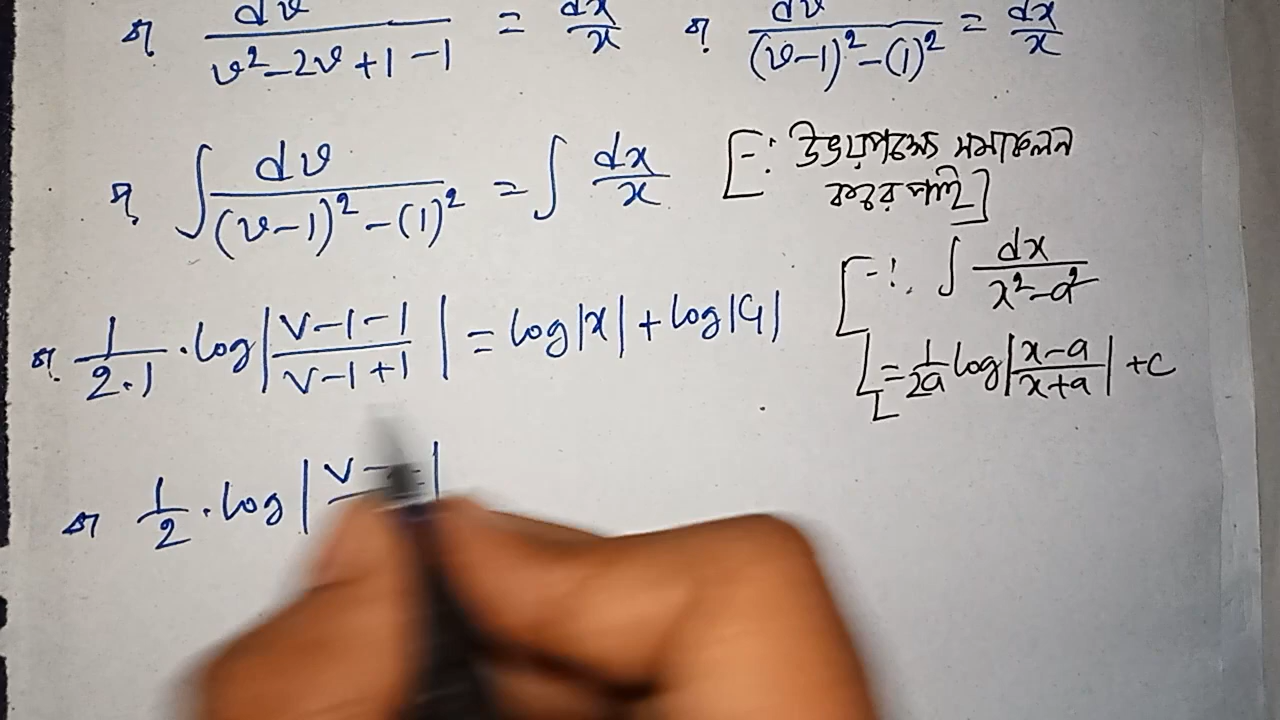 বা, dv/(v²-2v+1-1) = dx/x বা, dv/((v-1)²-(1)²) = dx/x
বা, ∫ dv/((v-1)²-(1)²) = ∫ dx/x [∵ উভয়পক্ষে সমাকলন
করে পাই]
[∵ ∫ dx/(x²-a²)
বা, 1/(2·1) · log|(v-1-1)/(v-1+1)| = log|x| + log|C₁|
= 1/(2a) log|(x-a)/(x+a)| + c
বা 1/2 · log|(v-